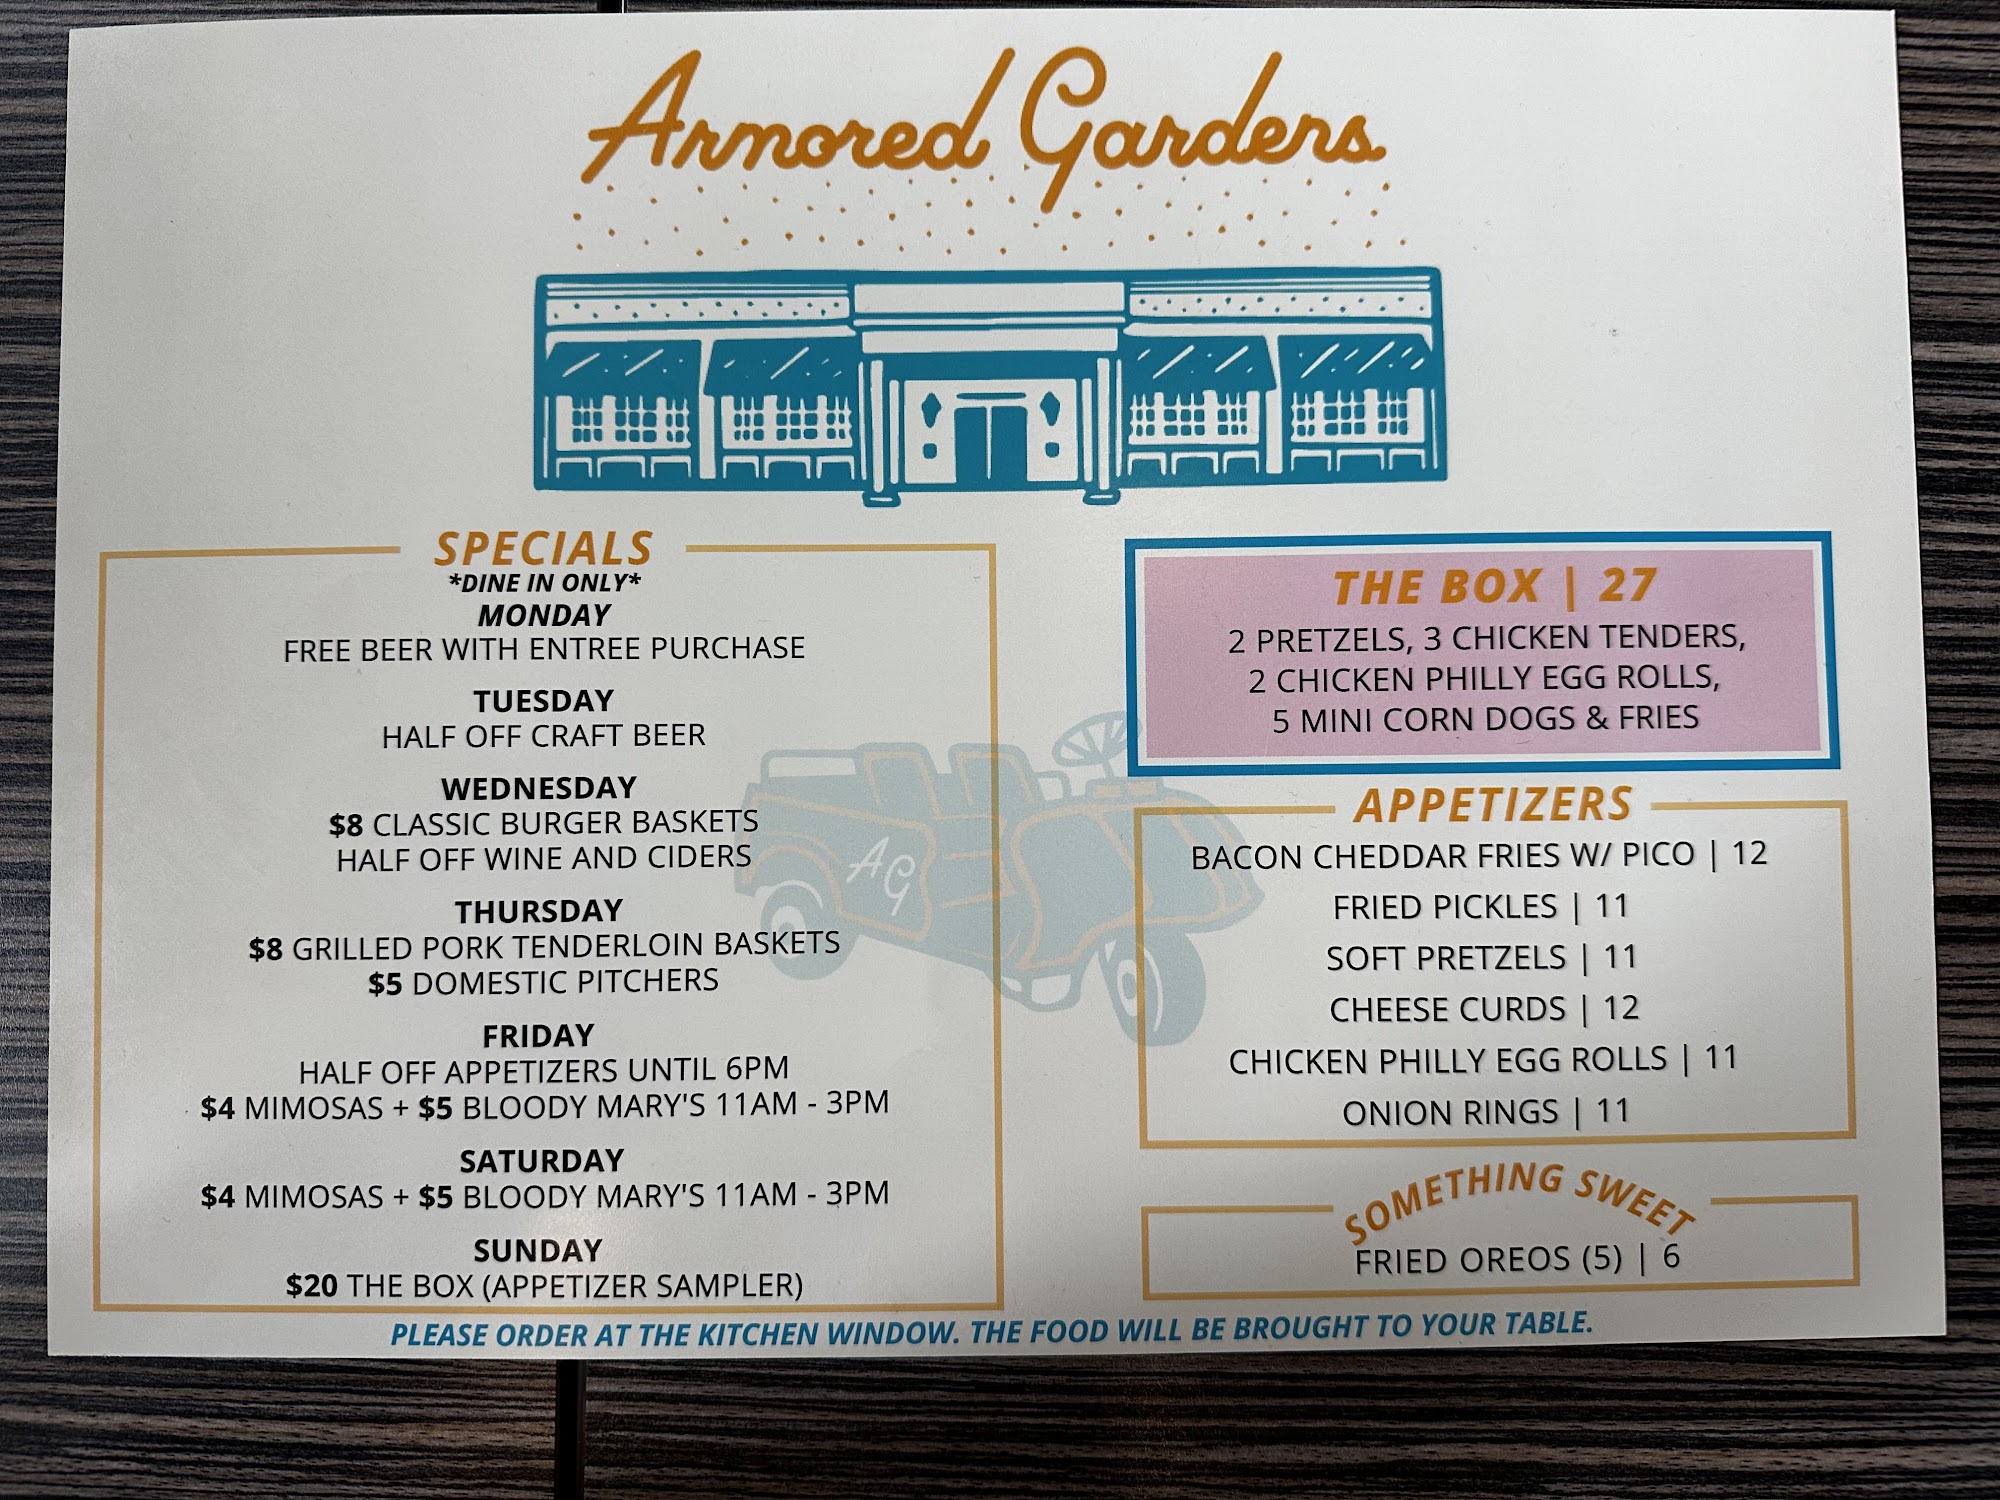 Armored Gardens
SPECIALS
*DINE IN ONLY*
MONDAY
FREE BEER WITH ENTREE PURCHASE
TUESDAY
HALF OFF CRAFT BEER
WEDNESDAY
$8 CLASSIC BURGER BASKETS
HALF OFF WINE AND CIDERS
THURSDAY
$8 GRILLED PORK TENDERLOIN BASKETS
$5 DOMESTIC PITCHERS
FRIDAY
HALF OFF APPETIZERS UNTIL 6PM
$4 MIMOSAS + $5 BLOODY MARY'S 11AM - 3PM
SATURDAY
$4 MIMOSAS + $5 BLOODY MARY'S 11AM - 3PM
SUNDAY
$20 THE BOX (APPETIZER SAMPLER)
AG
THE BOX | 27
2 PRETZELS, 3 CHICKEN TENDERS,
2 CHICKEN PHILLY EGG ROLLS,
5 MINI CORN DOGS & FRIES
APPETIZERS
BACON CHEDDAR FRIES W/ PICO | 12
FRIED PICKLES | 11
SOFT PRETZELS | 11
CHEESE CURDS | 12
CHICKEN PHILLY EGG ROLLS | 11
ONION RINGS | 11
SOMETHING SWEET
FRIED OREOS (5) | 6
PLEASE ORDER AT THE KITCHEN WINDOW. THE FOOD WILL BE BROUGHT TO YOUR TABLE.